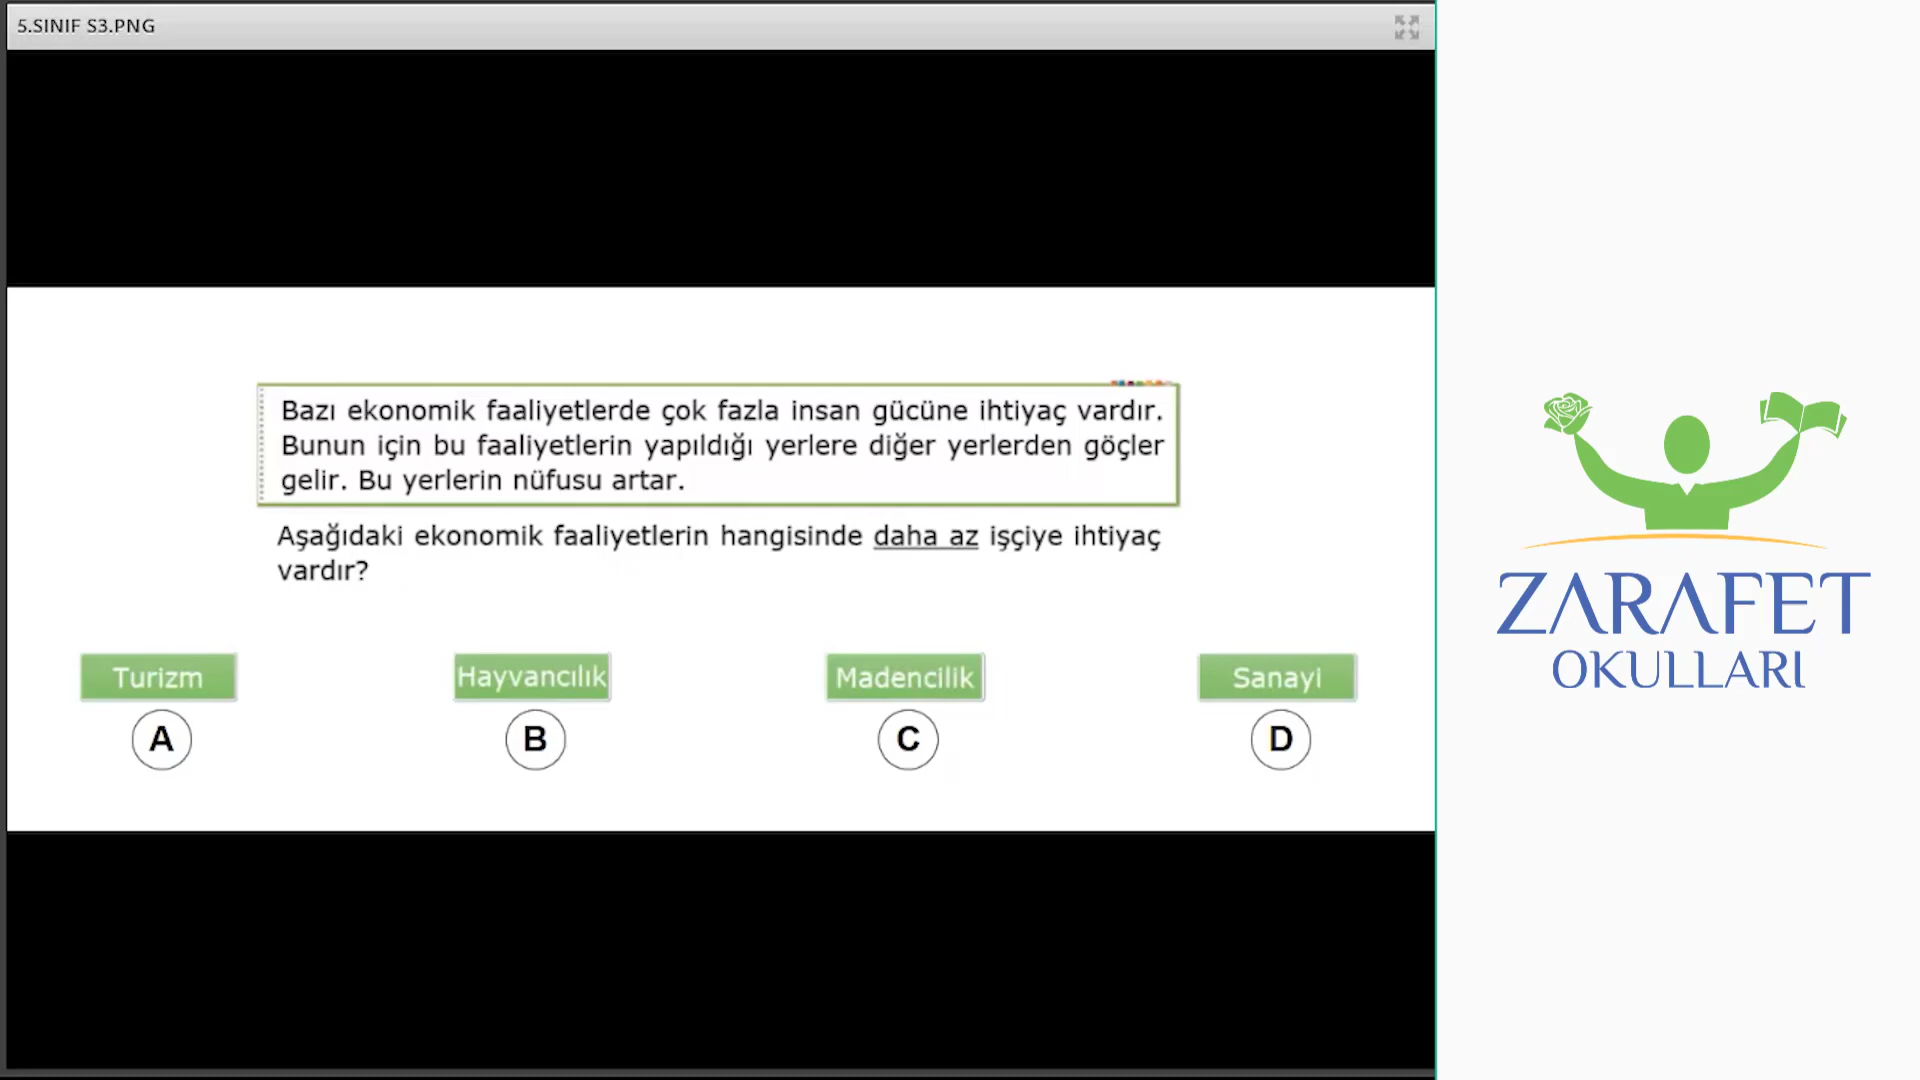 5.SINIF S3.PNG
Bazı ekonomik faaliyetlerde çok fazla insan gücüne ihtiyaç vardır.
Bunun için bu faaliyetlerin yapıldığı yerlere diğer yerlerden göçler
gelir. Bu yerlerin nüfusu artar.
Aşağıdaki ekonomik faaliyetlerin hangisinde daha az işçiye ihtiyaç
vardır?
Turizm
Hayvancılık
Madencilik
Sanayi
A
B
C
D
ZARAFET
OKULLARI